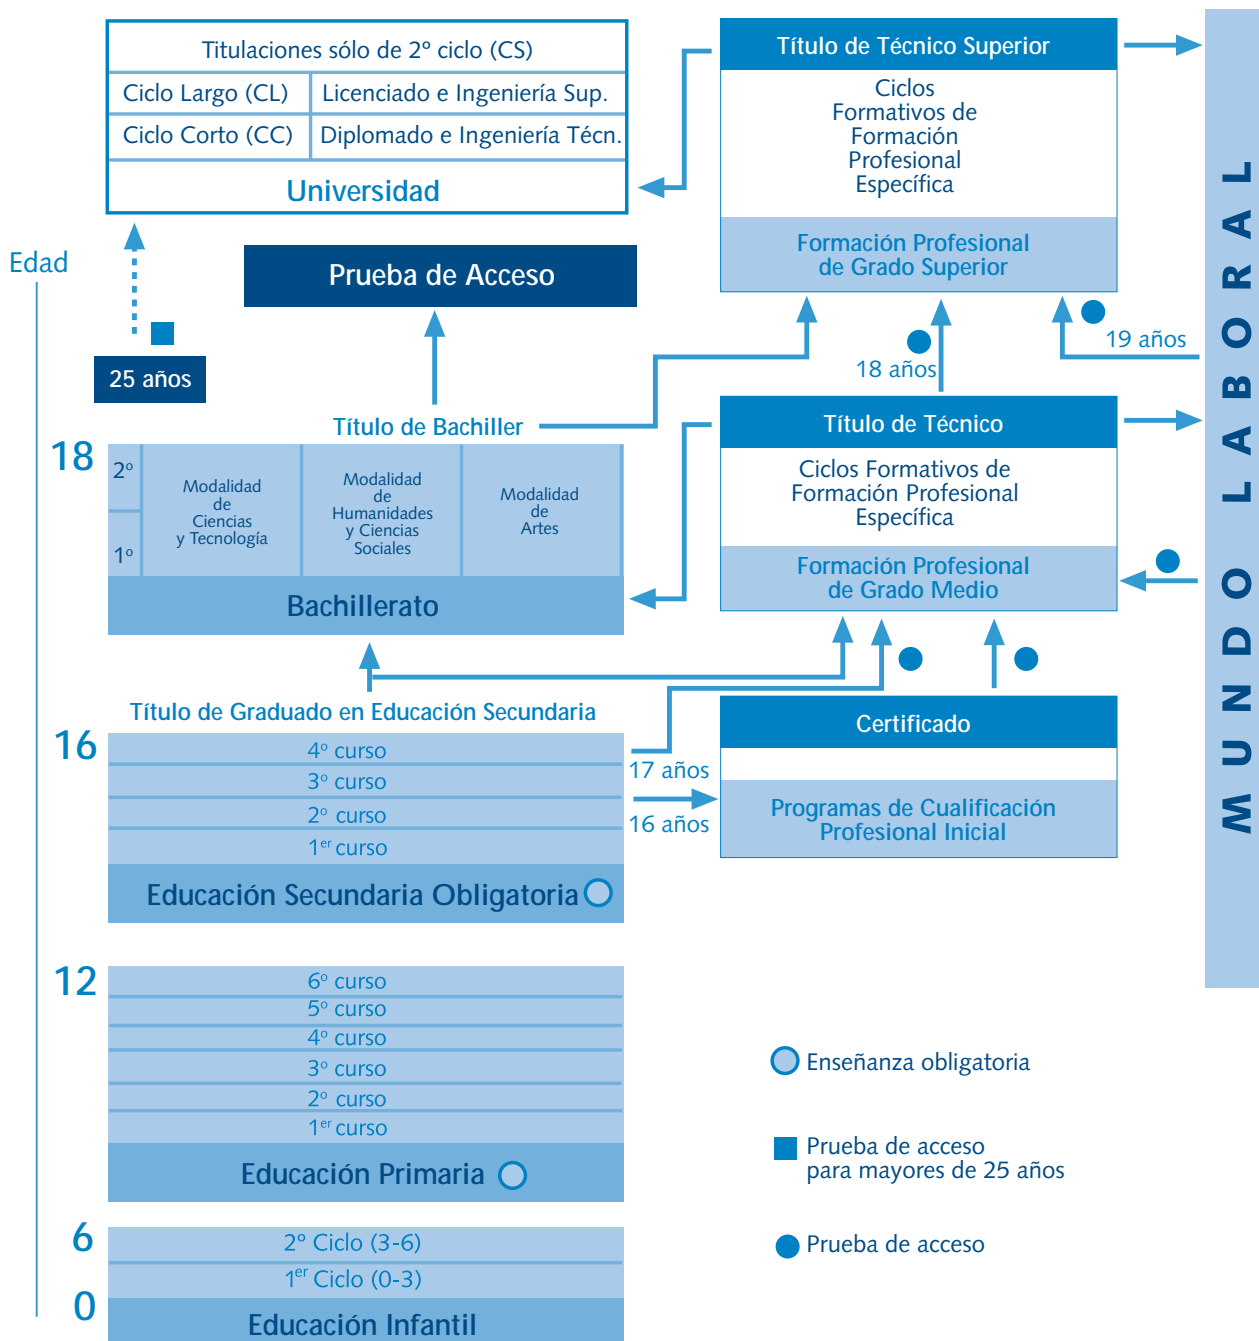 Titulaciones sólo de 2º ciclo (CS)
Ciclo Largo (CL)
Licenciado e Ingeniería Sup.
Ciclo Corto (CC)
Diplomado e Ingeniería Técn.
Universidad
Título de Técnico Superior
Ciclos
Formativos de
Formación
Profesional
Específica
Formación Profesional
de Grado Superior
Edad
Prueba de Acceso
25 años
18 años
19 años
MUNDO LABORAL
Título de Bachiller
18
2º
1º
Modalidad
de
Ciencias
y Tecnología
Modalidad
de
Humanidades
y Ciencias
Sociales
Modalidad
de
Artes
Bachillerato
Título de Técnico
Ciclos Formativos de
Formación Profesional
Específica
Formación Profesional
de Grado Medio
Título de Graduado en Educación Secundaria
16
4º curso
3º curso
2º curso
1er curso
Educación Secundaria Obligatoria
17 años
16 años
Certificado
Programas de Cualificación
Profesional Inicial
12
6º curso
5º curso
4º curso
3º curso
2º curso
1er curso
Educación Primaria
6
2º Ciclo (3-6)
1er Ciclo (0-3)
0
Educación Infantil
Enseñanza obligatoria
Prueba de acceso
para mayores de 25 años
Prueba de acceso